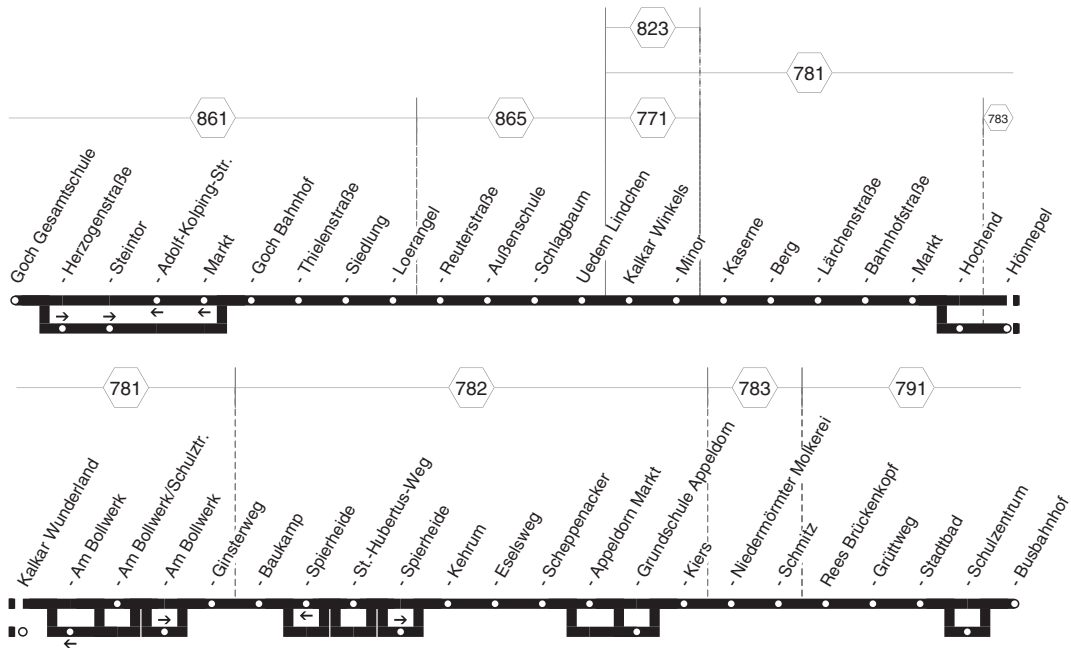 823
781
861
865
771
783
Goch Gesamtschule
- Herzogenstraße
- Steintor
- Adolf-Kolping-Str.
- Markt
- Goch Bahnhof
- Thielenstraße
- Siedlung
- Loerangel
- Reuterstraße
- Außenschule
- Schlagbaum
Uedem Lindchen
Kalkar Winkels
- Minor
- Kaserne
- Berg
- Lärchenstraße
- Bahnhofstraße
- Markt
- Hochend
- Hönnepel
781
782
783
791
Kalkar Wunderland
- Am Bollwerk
- Am Bollwerk/Schulztr.
- Am Bollwerk
- Ginsterweg
- Baukamp
- Spierheide
- St.-Hubertus-Weg
- Spierheide
- Kehrum
- Eselsweg
- Scheppenacker
- Appeldorn Markt
- Grundschule Appeldorn
- Kiers
- Niedermörmter Molkerei
- Schmitz
Rees Brückenkopf
- Grüttweg
- Stadtbad
- Schulzentrum
- Busbahnhof